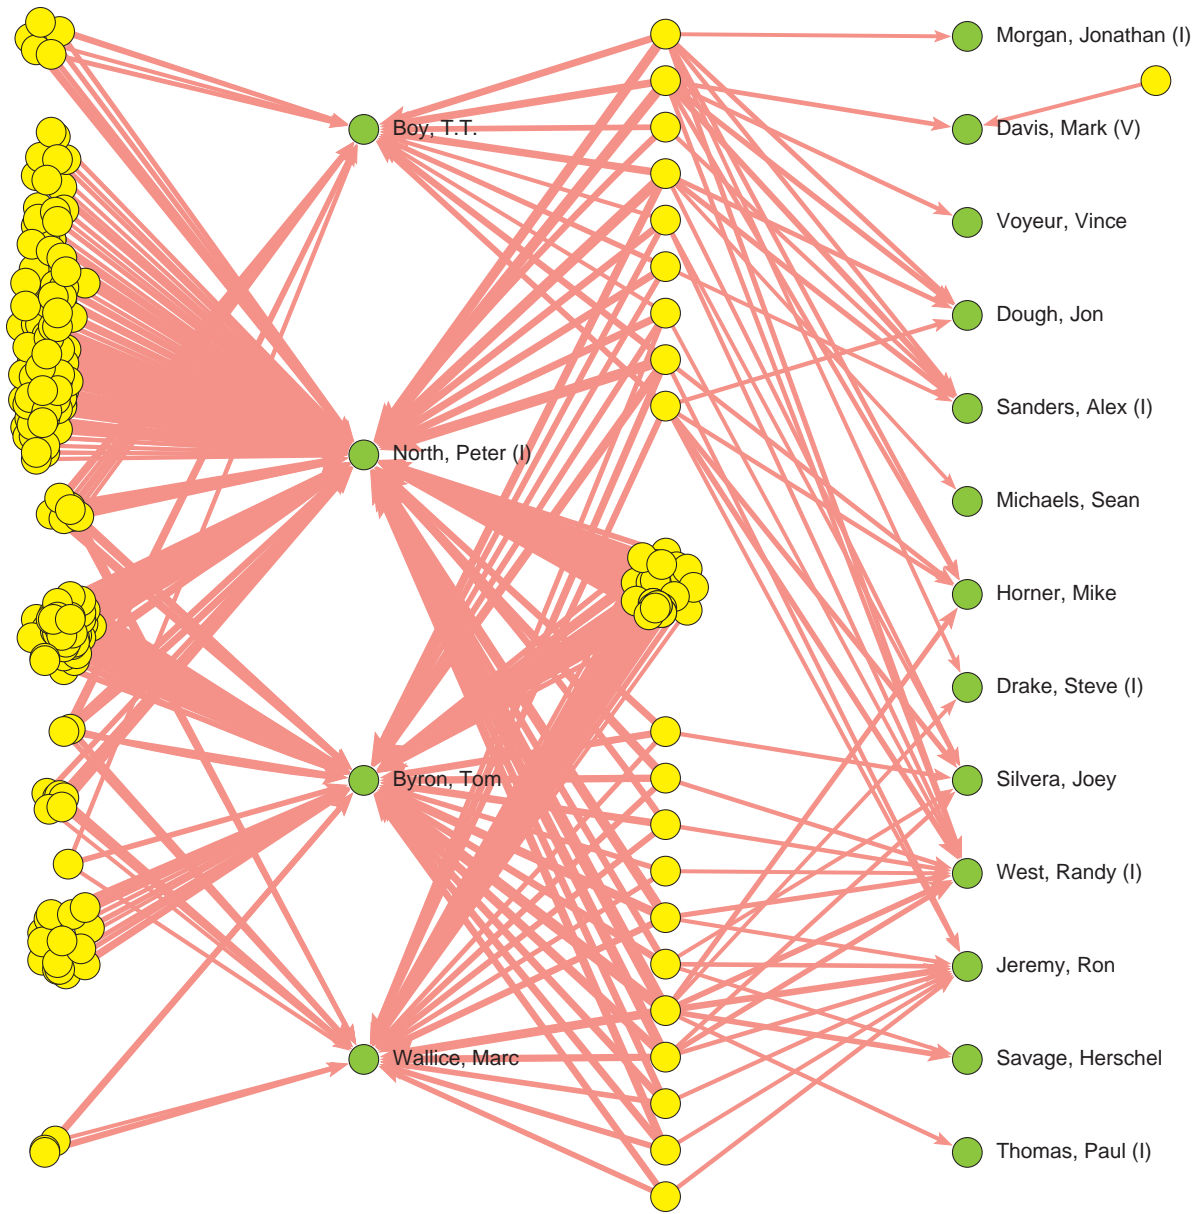 Morgan, Jonathan (I)
Boy, T.T.
Davis, Mark (V)
Voyeur, Vince
Dough, Jon
Sanders, Alex (I)
North, Peter (I)
Michaels, Sean
Horner, Mike
Drake, Steve (I)
Byron, Tom
Silvera, Joey
West, Randy (I)
Jeremy, Ron
Wallice, Marc
Savage, Herschel
Thomas, Paul (I)